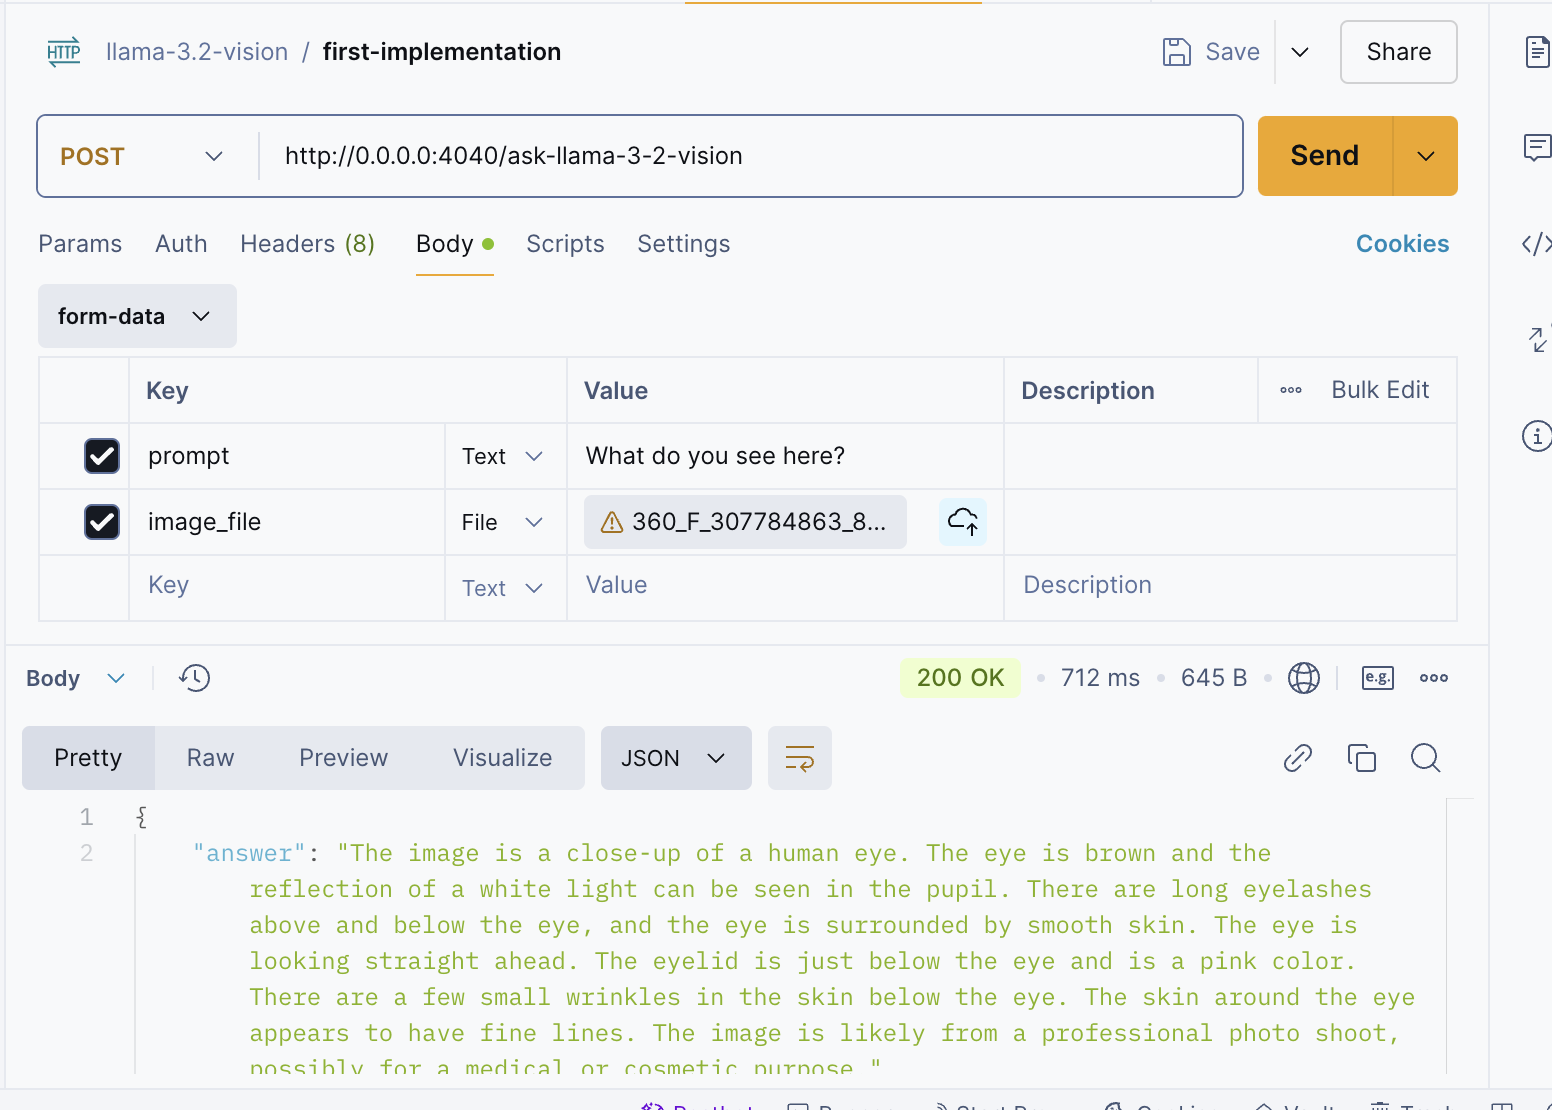 HTTP llama-3.2-vision / first-implementation Save Share
POST http://0.0.0.0:4040/ask-llama-3-2-vision Send
Params Auth Headers (8) Body Scripts Settings Cookies
form-data
Key Value Description Bulk Edit
prompt Text What do you see here?
image_file File 360_F_307784863_8...
Key Text Value Description
Body 200 OK 712 ms 645 B e.g.
Pretty Raw Preview Visualize JSON
1 {
2 "answer": "The image is a close-up of a human eye. The eye is brown and the
reflection of a white light can be seen in the pupil. There are long eyelashes
above and below the eye, and the eye is surrounded by smooth skin. The eye is
looking straight ahead. The eyelid is just below the eye and is a pink color.
There are a few small wrinkles in the skin below the eye. The skin around the eye
appears to have fine lines. The image is likely from a professional photo shoot,
possibly for a medical or cosmetic purpose."